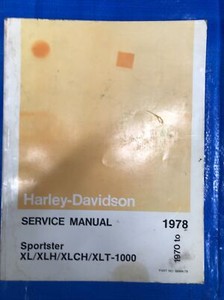 Harley-Davidson
SERVICE MANUAL
1978
1970 to
Sportster
XL/XLH/XLCH/XLT-1000